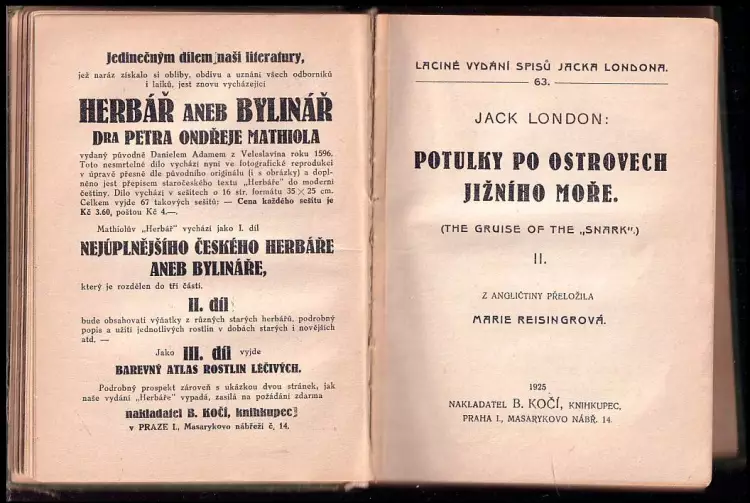 Jedinečným dílem naší literatury,
jež naráz získalo si obliby, obdivu a uznání všech odborníků
i laiků, jest znovu vycházející
HERBÁŘ ANEB BYLINÁŘ
DRA PETRA ONDŘEJE MATHIOLA
vydaný původně Danielem Adamem z Veleslavína roku 1596.
Toto nesmrtelné dílo vychází nyní ve fotografické reprodukci
v úpravě přesně dle původního originálu (i s obrázky) a dopl-
něno jest přepisem staročeského textu „Herbáře" do moderní
češtiny. Dílo vychází v sešitech o 16 str. formátu 35 × 25 cm.
Celkem vyjde 67 takových sešitů: — Cena každého sešitu je
Kč 3.60, poštou Kč 4.—.
Mathiolův „Herbář" vychází jako I. díl
NEJÚPLNĚJŠÍHO ČESKÉHO HERBÁŘE
ANEB BYLINÁŘE,
který je rozdělen do tří částí.
II. díl
bude obsahovati výňatky z různých starých herbářů, podrobný
popis a užití jednotlivých rostlin v dobách starých i novějších
atd. —
Jako III. díl vyjde
BAREVNÝ ATLAS ROSTLIN LÉČIVÝCH.
Podrobný prospekt zároveň s ukázkou dvou stránek, jak
naše vydání „Herbáře" vypadá, zasílá na požádání zdarma
nakladatel B. KOČÍ, knihkupec
v PRAZE I., Masarykovo nábřeží č. 14.
LACINÉ VYDÁNÍ SPISŮ JACKA LONDONA.
63.
JACK LONDON:
POTULKY PO OSTROVECH
JIŽNÍHO MOŘE.
(THE GRUISE OF THE „SNARK".)
II.
Z ANGLIČTINY PŘELOŽILA
MARIE REISINGROVÁ.
1925
NAKLADATEL B. KOČÍ, KNIHKUPEC,
PRAHA I., MASARYKOVO NÁBŘ. 14.